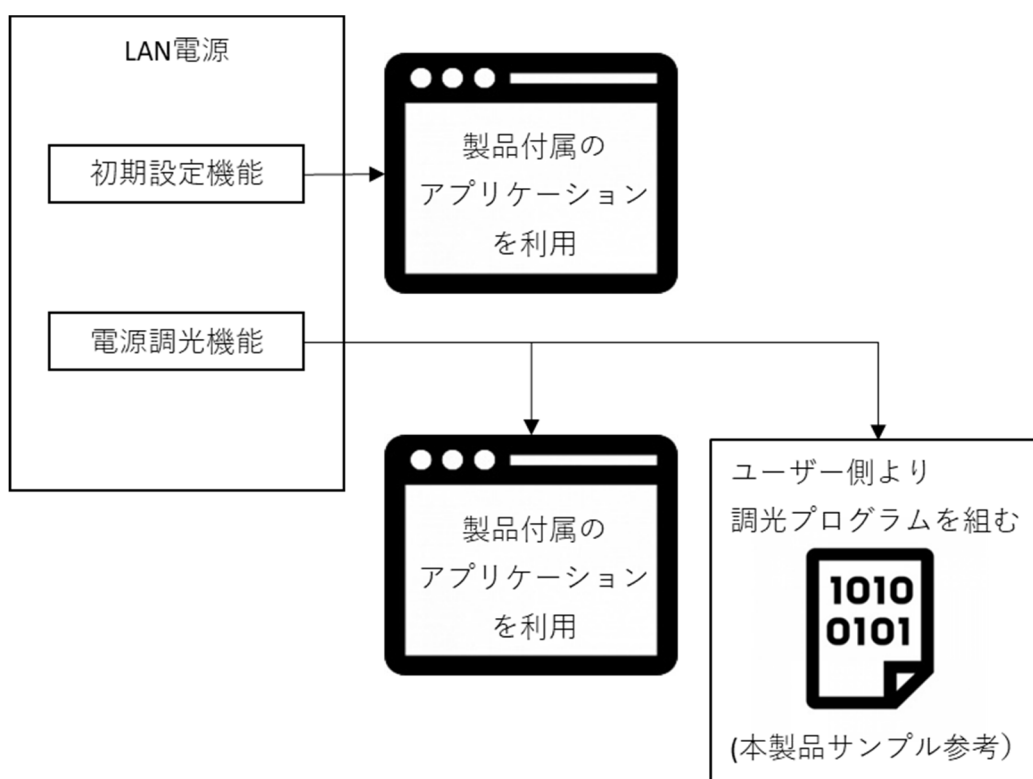 LAN電源
初期設定機能
製品付属の
アプリケーション
を利用
電源調光機能
製品付属の
アプリケーション
を利用
ユーザー側より
調光プログラムを組む
1010
0101
(本製品サンプル参考）